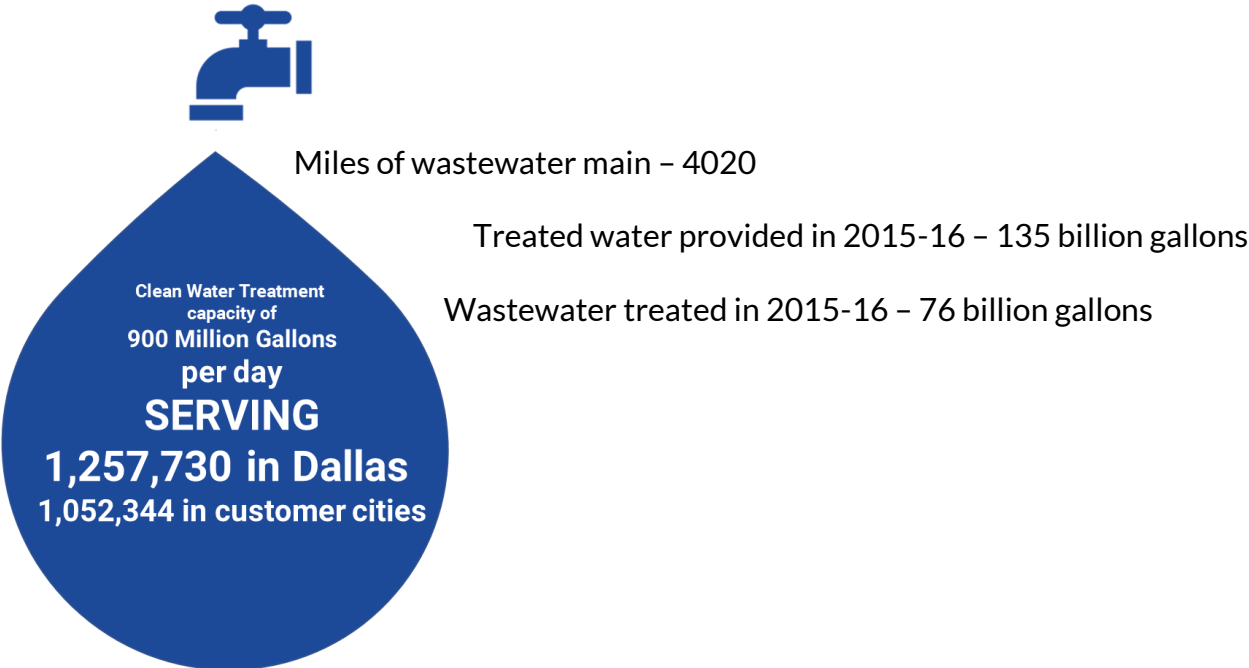 Miles of wastewater main – 4020
Treated water provided in 2015-16 – 135 billion gallons
Wastewater treated in 2015-16 – 76 billion gallons
Clean Water Treatment
capacity of
900 Million Gallons
per day
SERVING
1,257,730 in Dallas
1,052,344 in customer cities